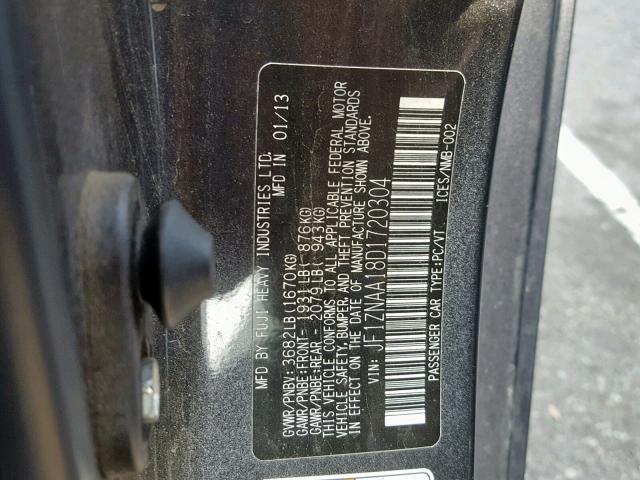 MFD BY FUJI HEAVY INDUSTRIES LTD. MFD IN 01/13
GVWR/PNBV: 3682LB(1670KG)
GAWR/PNBE:FRONT- 1931LB( 876KG)
GAWR/PNBE:REAR - 2079LB( 943KG)
THIS VEHICLE CONFORMS TO ALL APPLICABLE FEDERAL MOTOR
VEHICLE SAFETY, BUMPER, AND THEFT PREVENTION STANDARDS
IN EFFECT ON THE DATE OF MANUFACTURE SHOWN ABOVE.
VIN: JF1ZNAA18D1720304
PASSENGER CAR TYPE:PC/VT. ICES/NMB-002